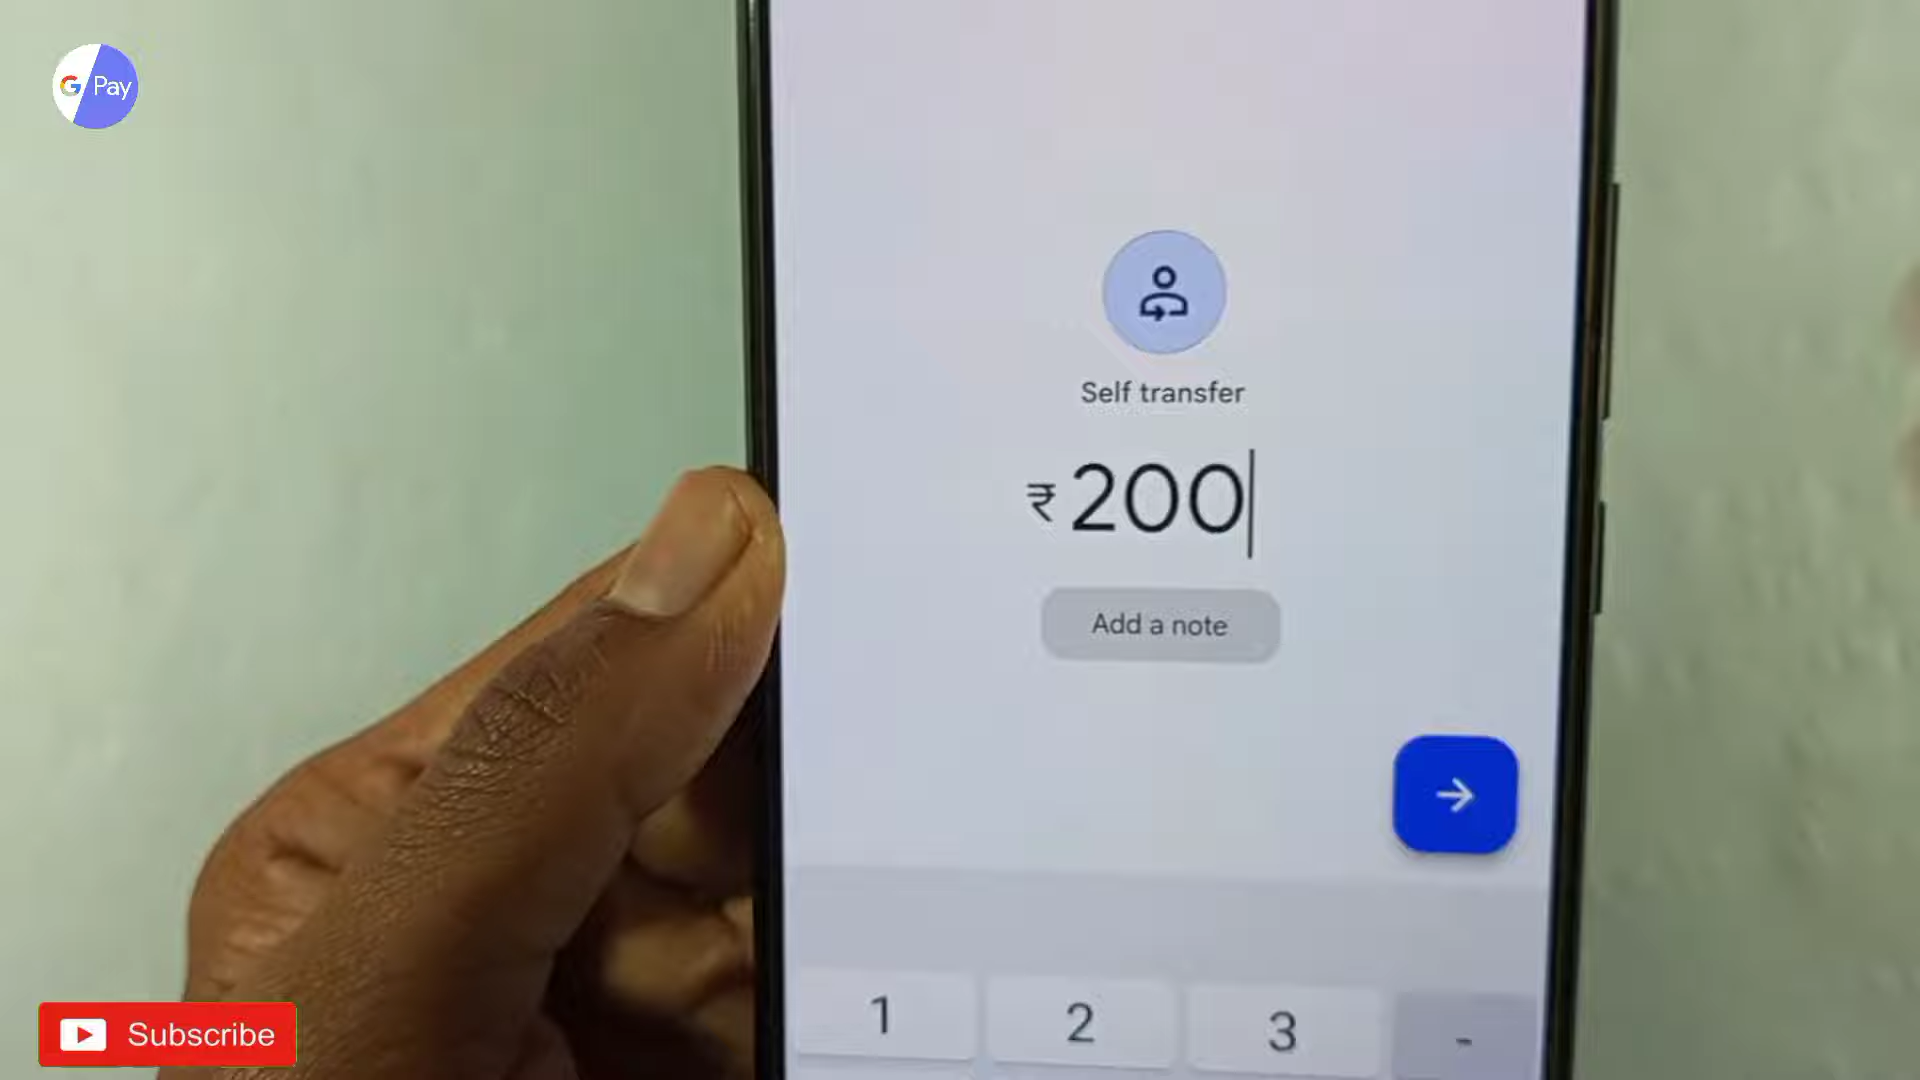 G Pay
Self transfer
₹200
Add a note
1 2 3 -
Subscribe